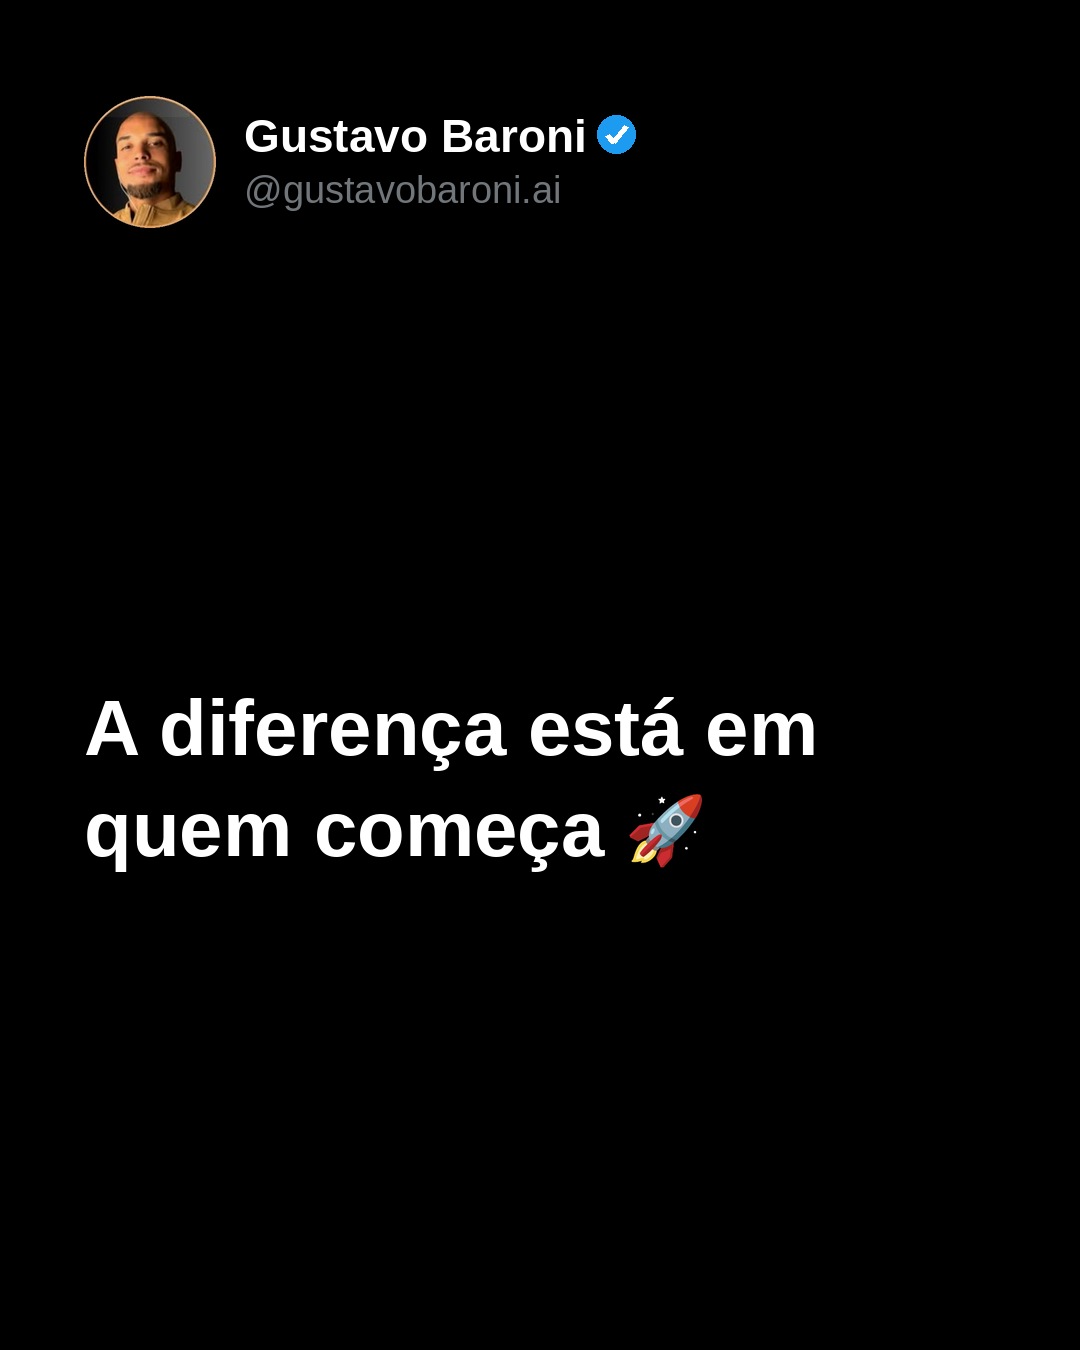 Gustavo Baroni
@gustavobaroni.ai
A diferença está em
quem começa 🚀